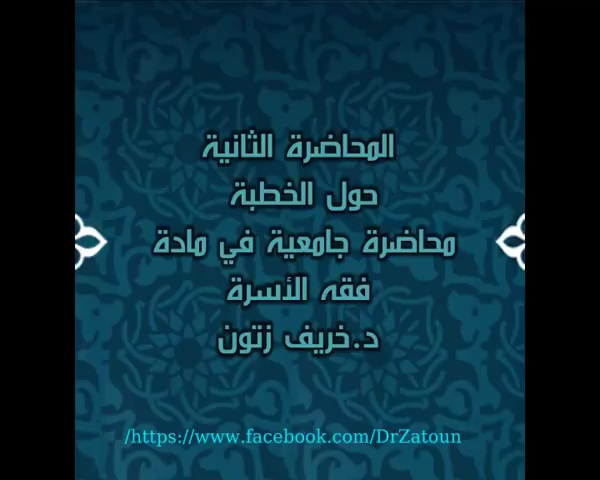 المحاضرة الثانية
حول الخطبة
محاضرة جامعية في مادة
فقه الأسرة
د.خريف زتون
/https://www.facebook.com/DrZatoun